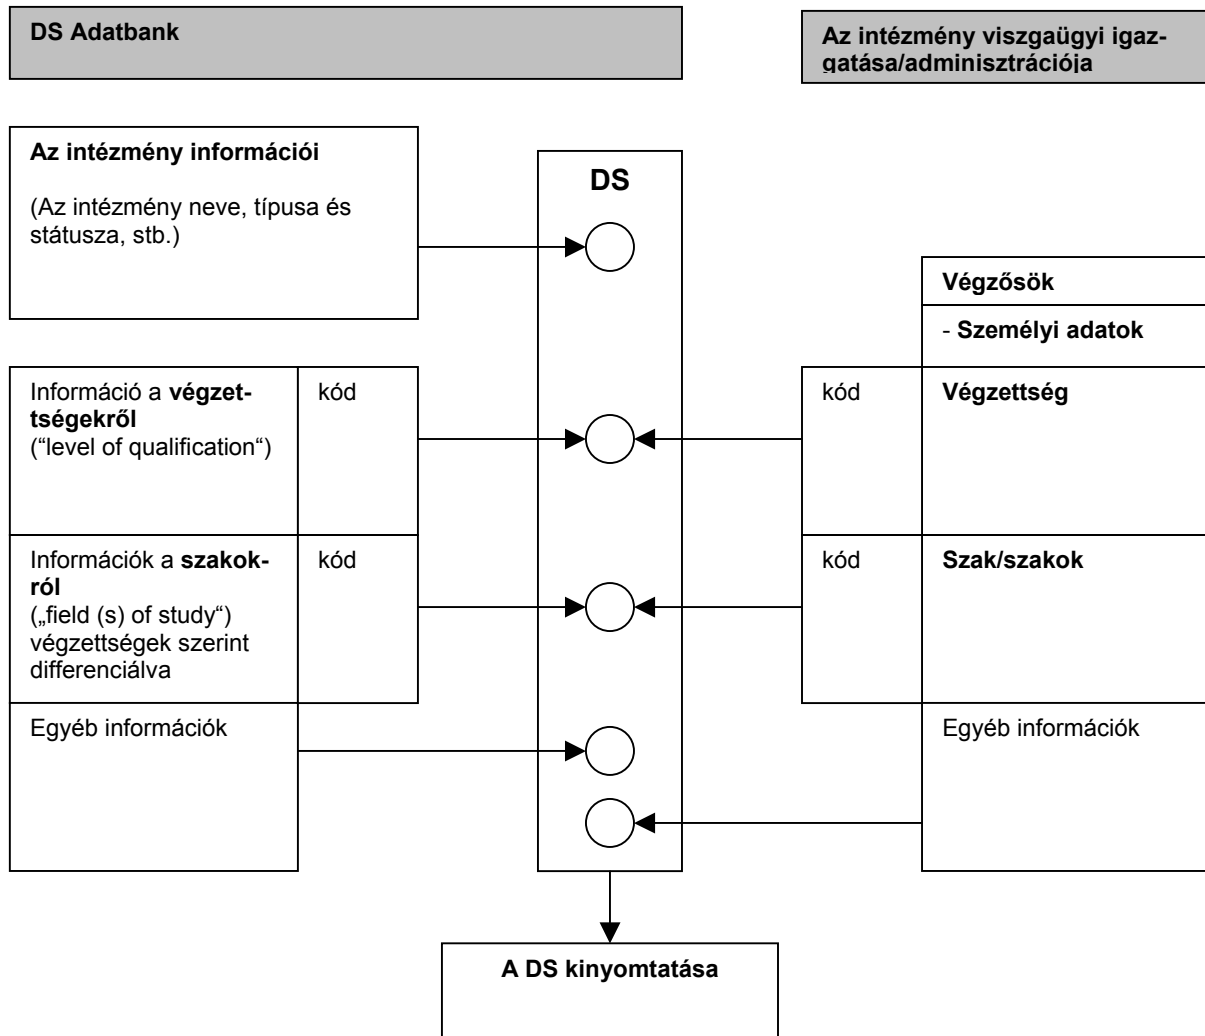 DS Adatbank
Az intézmény viszgaügyi igaz-
gatása/adminisztrációja
Az intézmény információi
(Az intézmény neve, típusa és
státusza, stb.)
DS
Végzősök
- Személyi adatok
Információ a végzet-
tségekről
(“level of qualification“)
kód
kód
Végzettség
Információk a szakok-
ról
(„field (s) of study“)
végzettségek szerint
differenciálva
kód
kód
Szak/szakok
Egyéb információk
Egyéb információk
A DS kinyomtatása